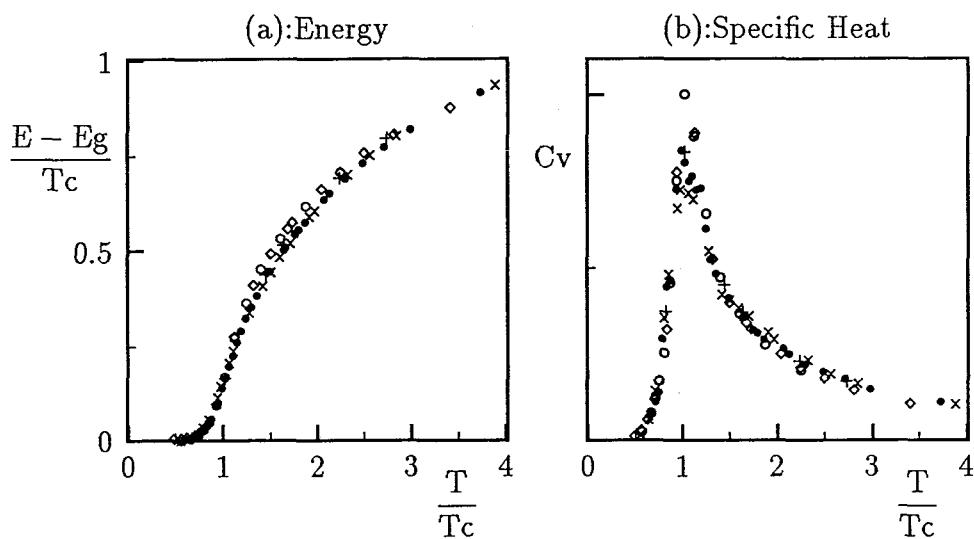 (a):Energy
1
E − Eg
Tc
0.5
0
0 1 2 3 4
T
Tc
(b):Specific Heat
Cv
0 1 2 3 4
T
Tc